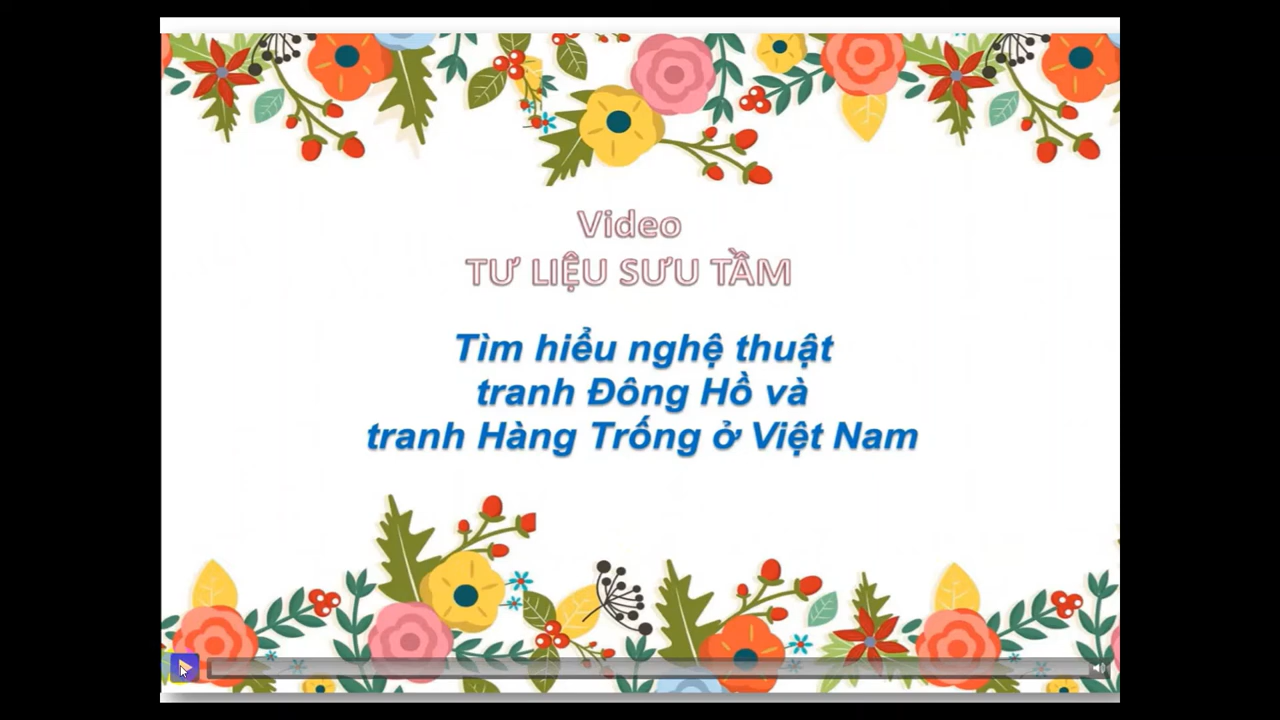 Video
TƯ LIỆU SƯU TẦM
Tìm hiểu nghệ thuật
tranh Đông Hồ và
tranh Hàng Trống ở Việt Nam